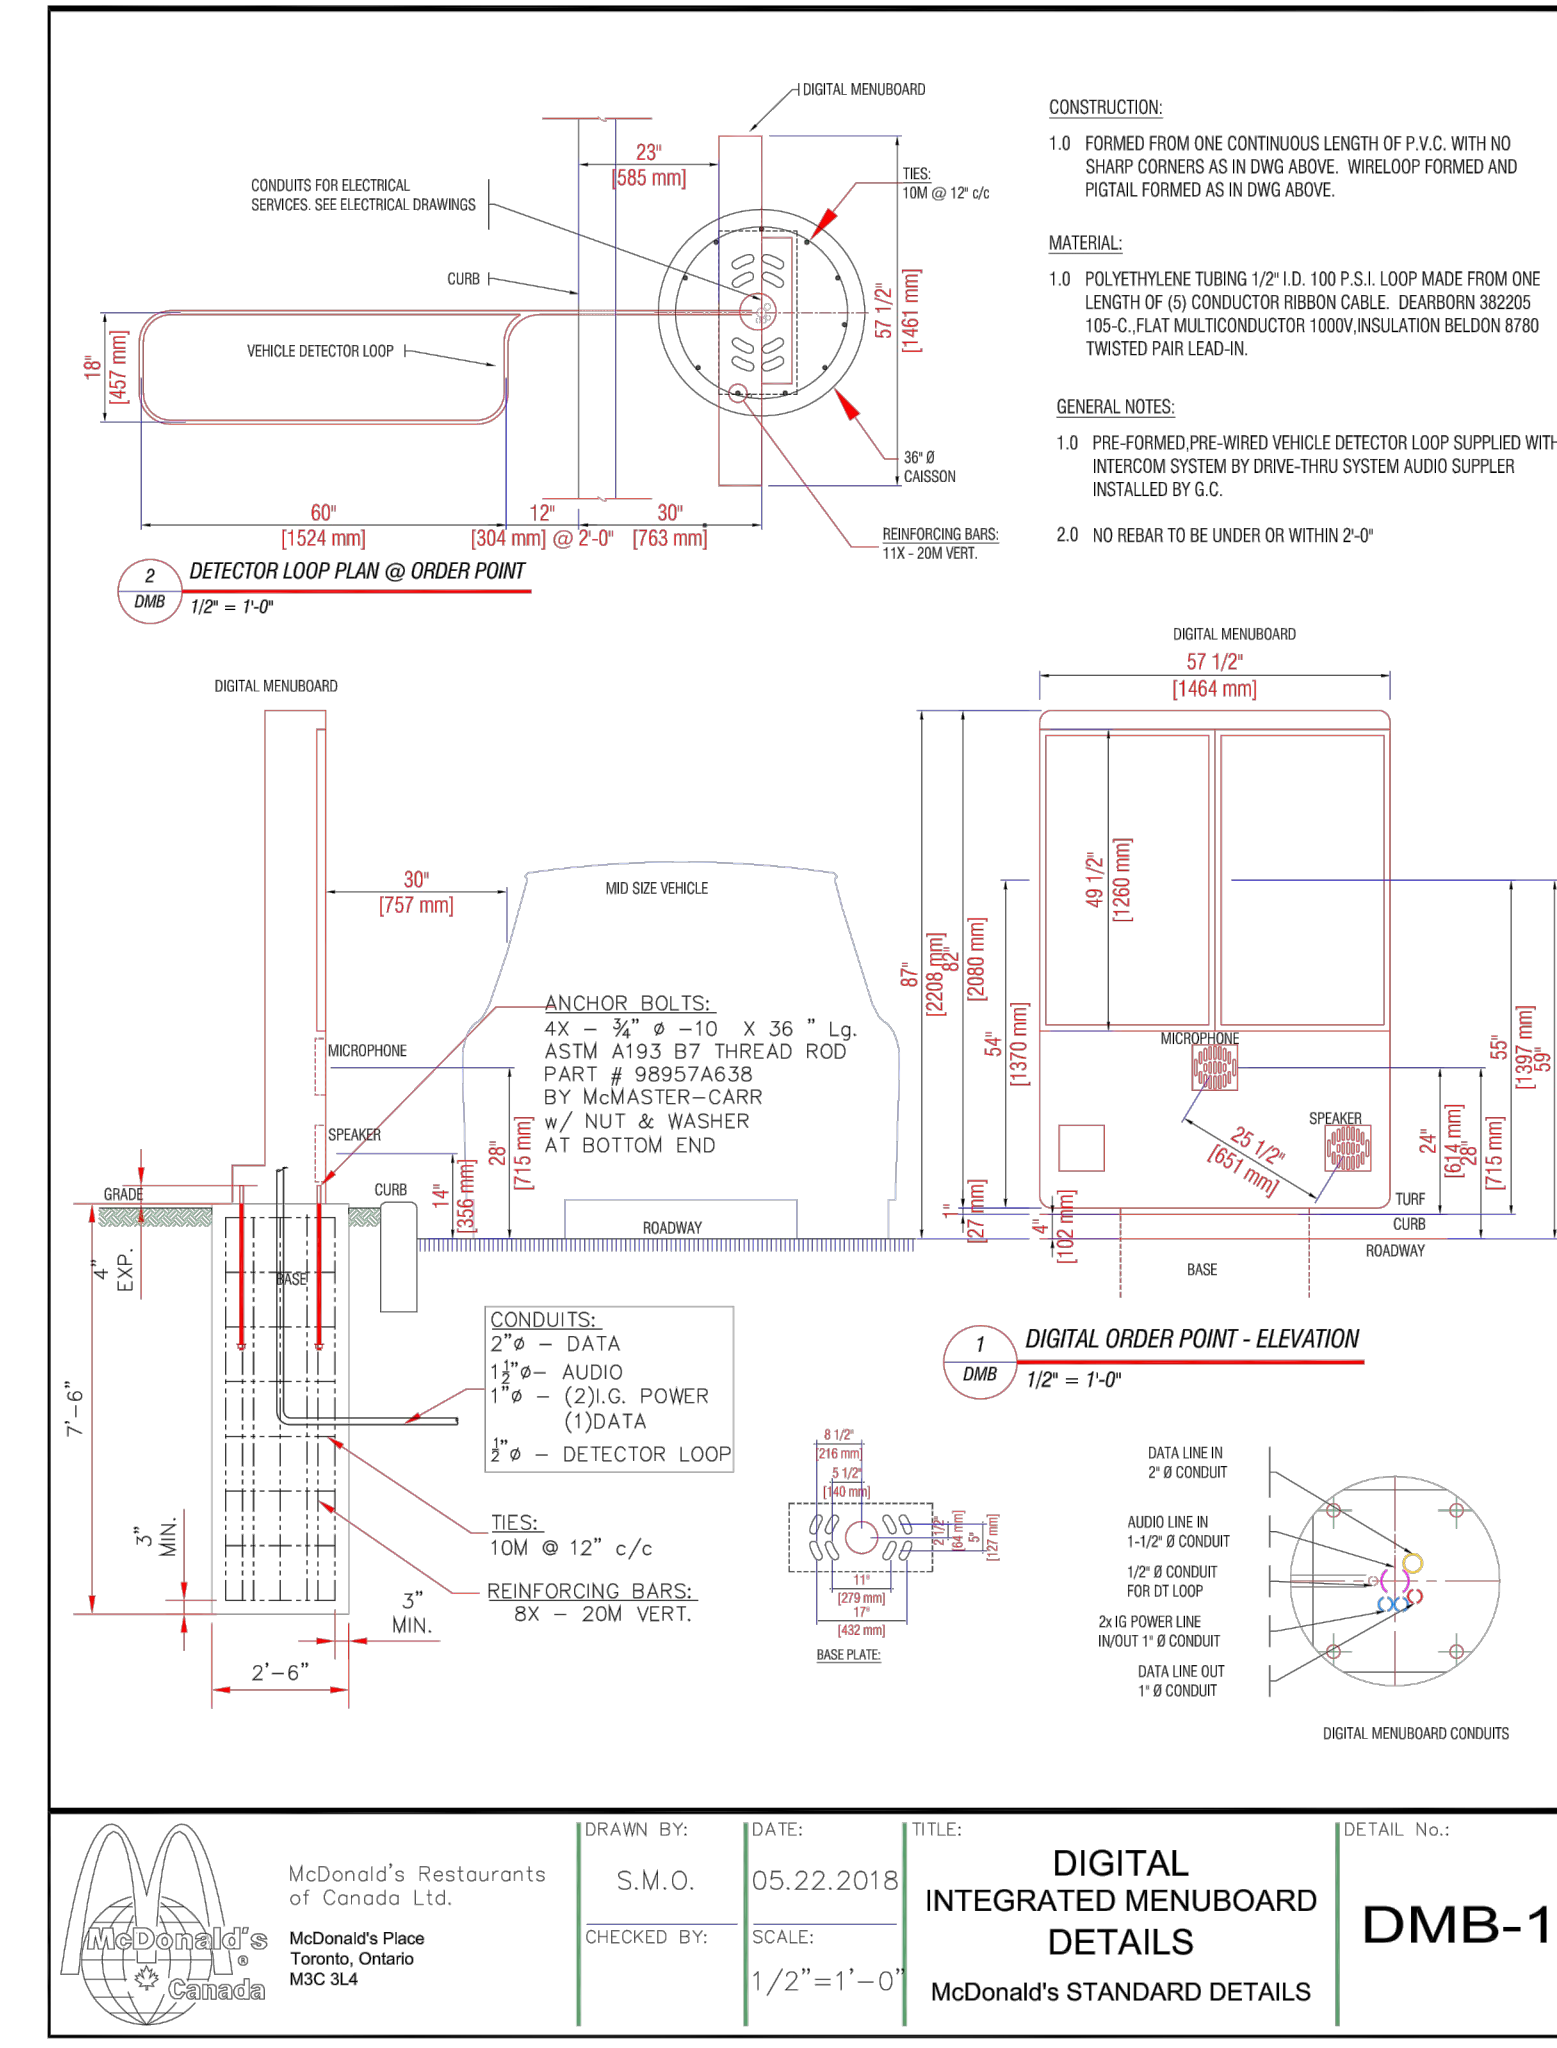 DIGITAL MENUBOARD
23"
[585 mm]
CONDUITS FOR ELECTRICAL
SERVICES. SEE ELECTRICAL DRAWINGS
TIES:
10M @ 12" c/c
CURB
57 1/2"
[1461 mm]
VEHICLE DETECTOR LOOP
18"
[457 mm]
36" Ø
CAISSON
60"
[1524 mm]
12"
[304 mm] @ 2'-0"
30"
[763 mm]
REINFORCING BARS:
11X - 20M VERT.
2
DMB
DETECTOR LOOP PLAN @ ORDER POINT
1/2" = 1'-0"
CONSTRUCTION:
1.0 FORMED FROM ONE CONTINUOUS LENGTH OF P.V.C. WITH NO
SHARP CORNERS AS IN DWG ABOVE. WIRELOOP FORMED AND
PIGTAIL FORMED AS IN DWG ABOVE.
MATERIAL:
1.0 POLYETHYLENE TUBING 1/2" I.D. 100 P.S.I. LOOP MADE FROM ONE
LENGTH OF (5) CONDUCTOR RIBBON CABLE. DEARBORN 382205
105-C.,FLAT MULTICONDUCTOR 1000V,INSULATION BELDON 8780
TWISTED PAIR LEAD-IN.
GENERAL NOTES:
1.0 PRE-FORMED,PRE-WIRED VEHICLE DETECTOR LOOP SUPPLIED WITH
INTERCOM SYSTEM BY DRIVE-THRU SYSTEM AUDIO SUPPLER
INSTALLED BY G.C.
2.0 NO REBAR TO BE UNDER OR WITHIN 2'-0"
DIGITAL MENUBOARD
30"
[757 mm]
MID SIZE VEHICLE
ANCHOR BOLTS:
4X – ¾" ø –10 X 36 " Lg.
ASTM A193 B7 THREAD ROD
PART # 98957A638
BY McMASTER–CARR
w/ NUT & WASHER
AT BOTTOM END
MICROPHONE
SPEAKER
28"
[715 mm]
14"
[356 mm]
GRADE
CURB
ROADWAY
4"
EXP.
BASE
7'–6"
CONDUITS:
2"ø – DATA
1½"ø– AUDIO
1"ø – (2)I.G. POWER
(1)DATA
½"ø – DETECTOR LOOP
TIES:
10M @ 12" c/c
REINFORCING BARS:
8X – 20M VERT.
3"
MIN.
3"
MIN.
2'–6"
DIGITAL MENUBOARD
57 1/2"
[1464 mm]
87"
[2208 mm]
82"
[2080 mm]
54"
[1370 mm]
49 1/2"
[1260 mm]
MICROPHONE
SPEAKER
25 1/2"
[651 mm]
55"
[1397 mm]
59"
24"
[614 mm]
28"
[715 mm]
1"
[27 mm]
4"
[102 mm]
TURF
CURB
ROADWAY
BASE
1
DMB
DIGITAL ORDER POINT - ELEVATION
1/2" = 1'-0"
8 1/2"
[216 mm]
5 1/2"
[140 mm]
2 1/2"
[64 mm]
5"
[127 mm]
11"
[279 mm]
17"
[432 mm]
BASE PLATE:
DATA LINE IN
2" Ø CONDUIT
AUDIO LINE IN
1-1/2" Ø CONDUIT
1/2" Ø CONDUIT
FOR DT LOOP
2x IG POWER LINE
IN/OUT 1" Ø CONDUIT
DATA LINE OUT
1" Ø CONDUIT
DIGITAL MENUBOARD CONDUITS
McDonald's
®
Canada
McDonald's Restaurants
of Canada Ltd.
McDonald's Place
Toronto, Ontario
M3C 3L4
DRAWN BY:
S.M.O.
CHECKED BY:
DATE:
05.22.2018
SCALE:
1/2"=1'–0"
TITLE:
DIGITAL
INTEGRATED MENUBOARD
DETAILS
McDonald's STANDARD DETAILS
DETAIL No.:
DMB-1